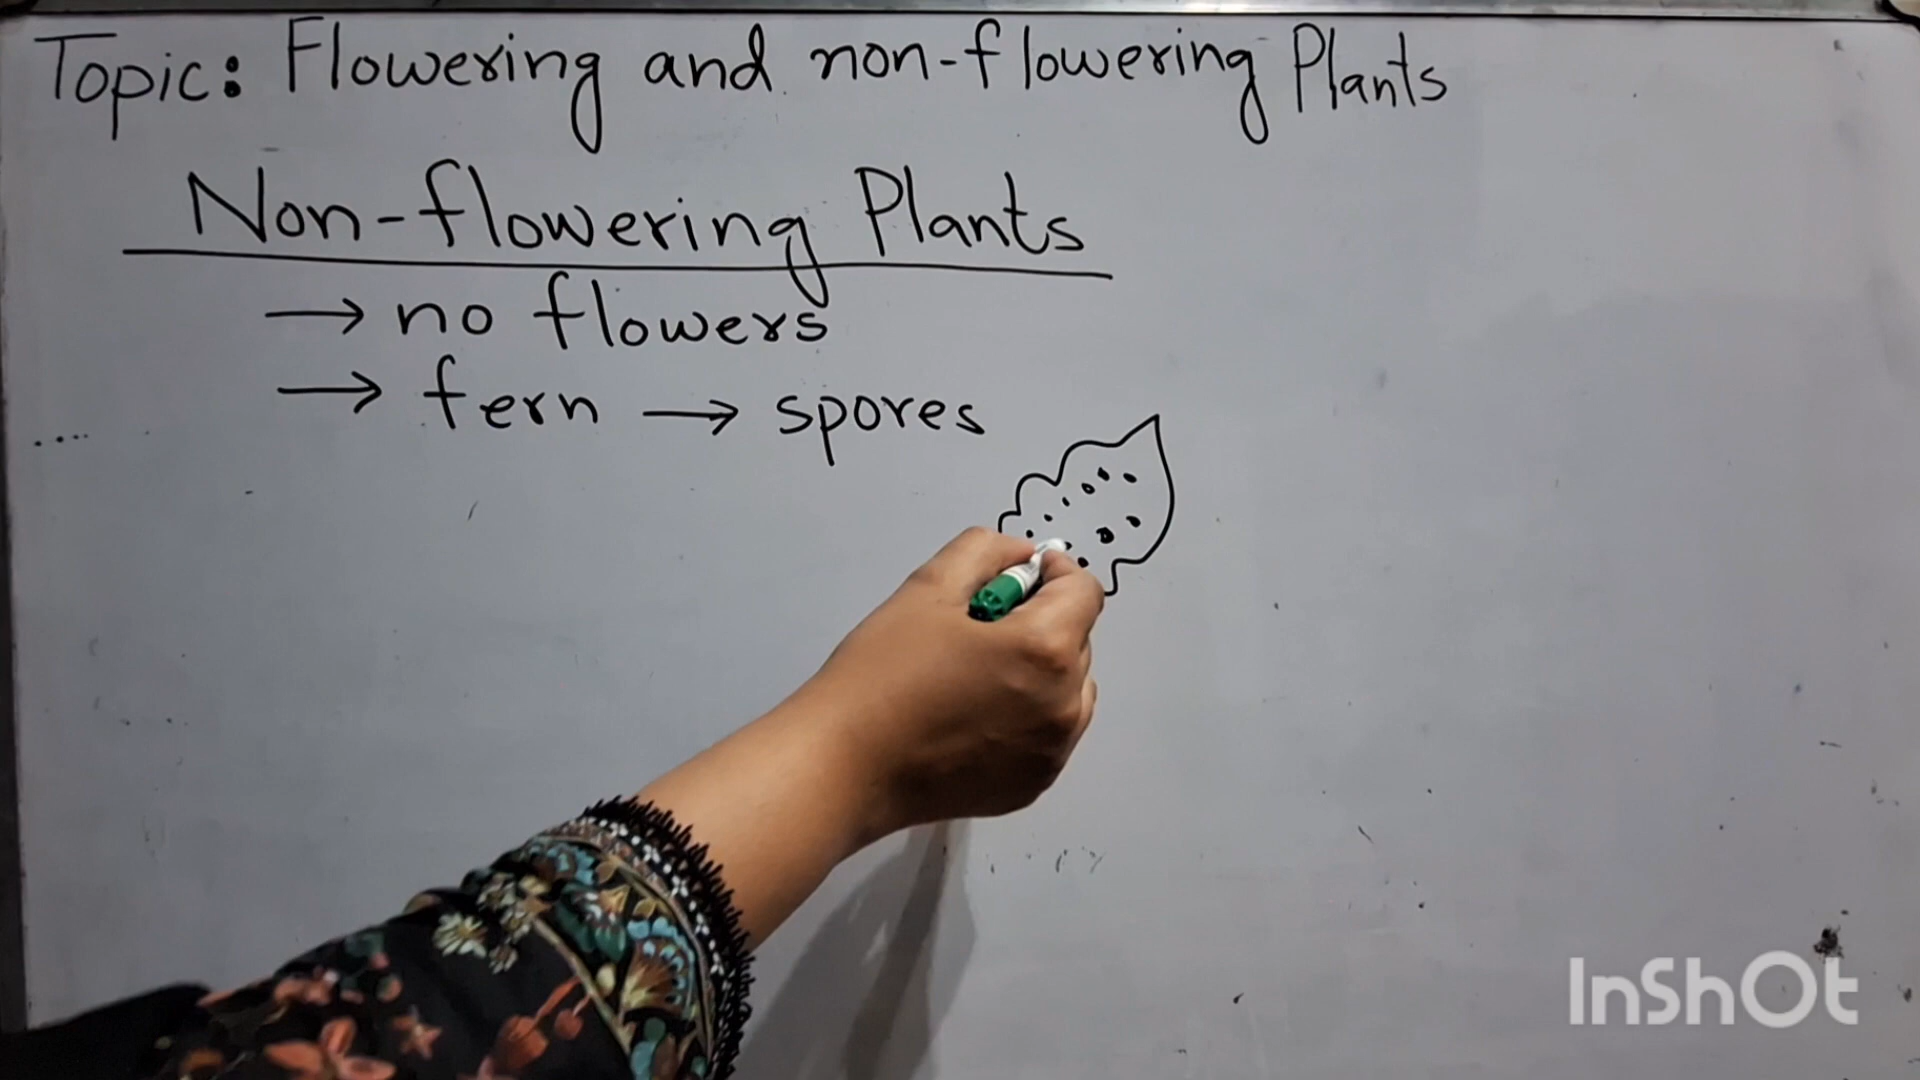 Topic: Flowering and non-flowering Plants
Non-flowering Plants
→ no flowers
→ fern → spores
InShOt